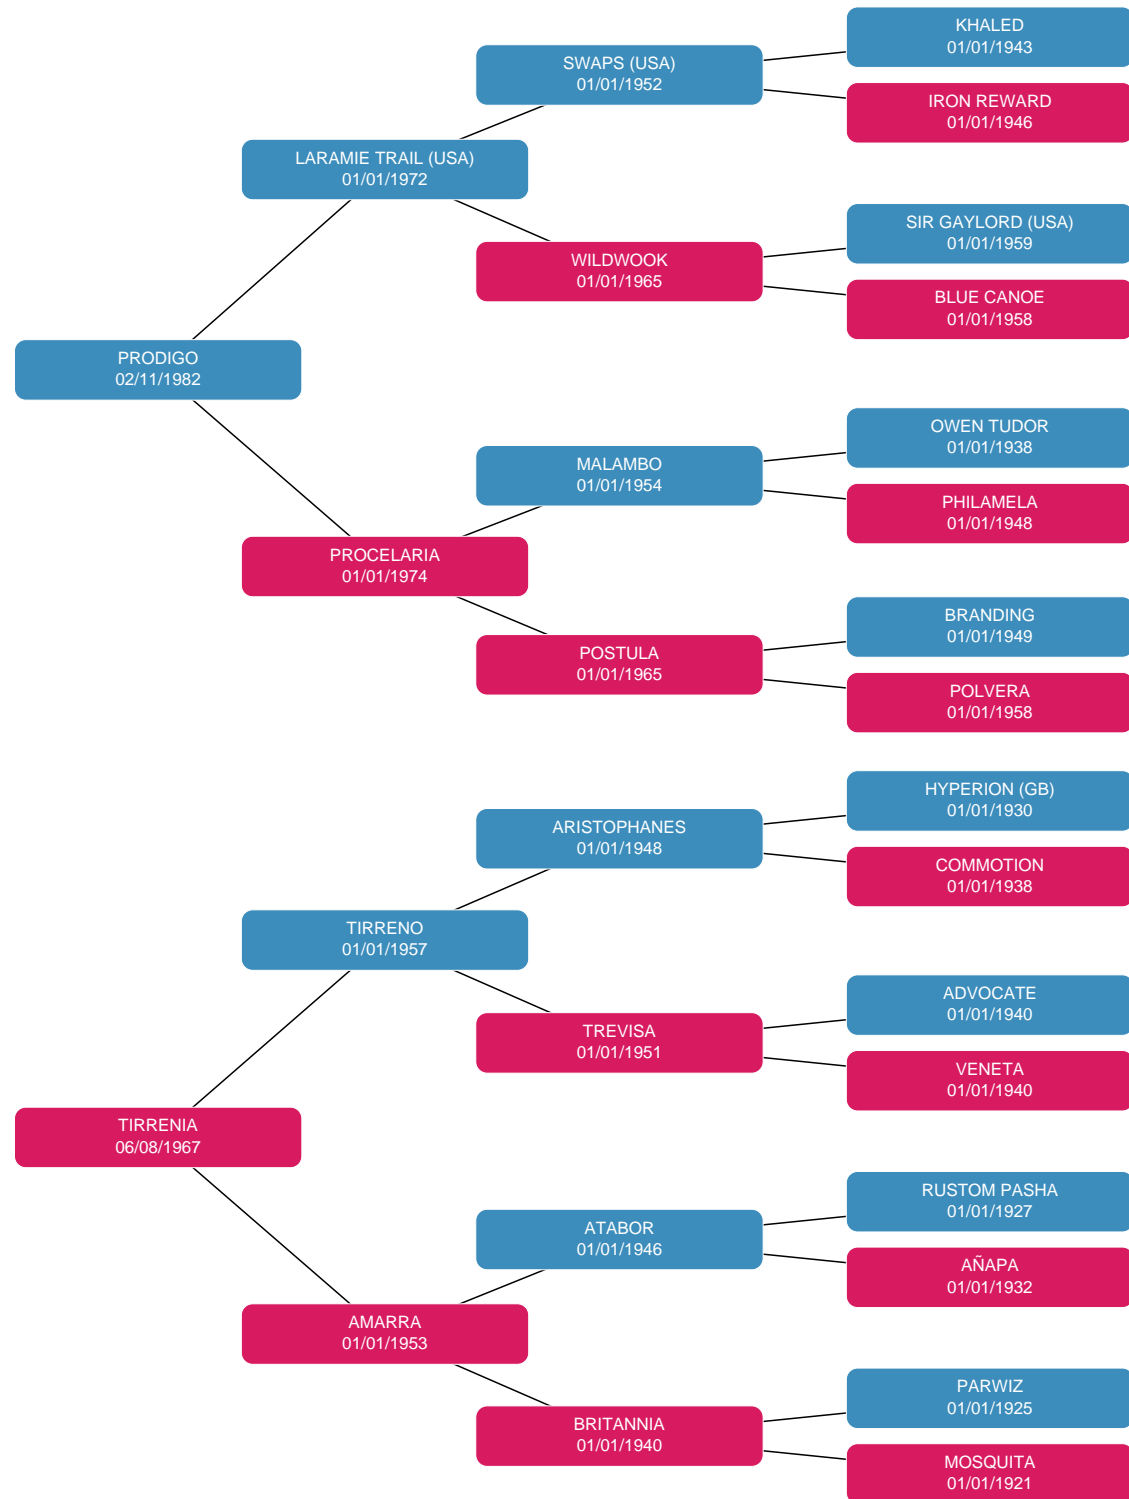 KHALED
01/01/1943
SWAPS (USA)
01/01/1952
IRON REWARD
01/01/1946
LARAMIE TRAIL (USA)
01/01/1972
SIR GAYLORD (USA)
01/01/1959
WILDWOOK
01/01/1965
BLUE CANOE
01/01/1958
PRODIGO
02/11/1982
OWEN TUDOR
01/01/1938
MALAMBO
01/01/1954
PHILAMELA
01/01/1948
PROCELARIA
01/01/1974
BRANDING
01/01/1949
POSTULA
01/01/1965
POLVERA
01/01/1958
HYPERION (GB)
01/01/1930
ARISTOPHANES
01/01/1948
COMMOTION
01/01/1938
TIRRENO
01/01/1957
ADVOCATE
01/01/1940
TREVISA
01/01/1951
VENETA
01/01/1940
TIRRENIA
06/08/1967
RUSTOM PASHA
01/01/1927
ATABOR
01/01/1946
AÑAPA
01/01/1932
AMARRA
01/01/1953
PARWIZ
01/01/1925
BRITANNIA
01/01/1940
MOSQUITA
01/01/1921